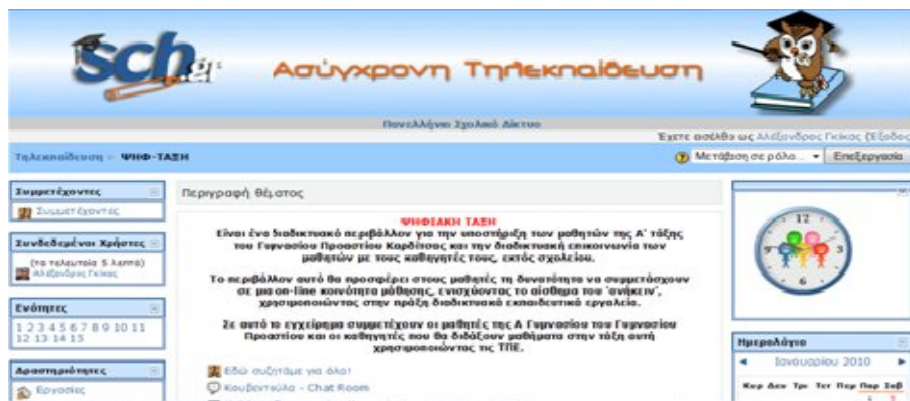 sch.gr
Ασύγχρονη Τηλεκπαίδευση
Πανελλήνιο Σχολικό Δίκτυο
Έχετε εισέλθει ως Αλέξανδρος Γκίκας (Έξοδος
Τηλεκπαίδευση ΨΗΦ-ΤΑΞΗ
Μετάβαση σε ρόλο... Επεξεργασία
Συμμετέχοντες
Συμμετέχοντες
Συνδεδεμένοι Χρήστες
(τα τελευταία 5 λεπτά)
Αλέξανδρος Γκίκας
Ενότητες
1 2 3 4 5 6 7 8 9 10 11
12 13 14 15
Δραστηριότητες
Εργασίες
Περιγραφή θέματος
ΨΗΦΙΑΚΗ ΤΑΞΗ
Είναι ένα διαδικτυακό περιβάλλον για την υποστήριξη των μαθητών της Α' τάξης
του Γυμνασίου Προαστίου Καρδίτσας και την διαδικτυακή επικοινωνία των
μαθητών με τους καθηγητές τους, εκτός σχολείου.
Το περιβάλλον αυτό θα προσφέρει στους μαθητές τη δυνατότητα να συμμετάσχουν
σε μια on-line κοινότητα μάθησης, ενισχύοντας το αίσθημα του 'ανήκειν',
χρησιμοποιώντας στην πράξη διαδικτυακά εκπαιδευτικά εργαλεία.
Σε αυτό το εγχείρημα συμμετέχουν οι μαθητές της Α Γυμνασίου του Γυμνασίου
Προαστίου και οι καθηγητές που θα διδάξουν μαθήματα στην τάξη αυτή
χρησιμοποιώντας τις ΤΠΕ.
Εδώ συζητάμε για όλα!
Κουβεντούλα - Chat Room
12
3
6
9
Ημερολόγιο
Ιανουαρίου 2010
Κυρ Δευ Τρι Τετ Πεμ Παρ Σαβ
1 2